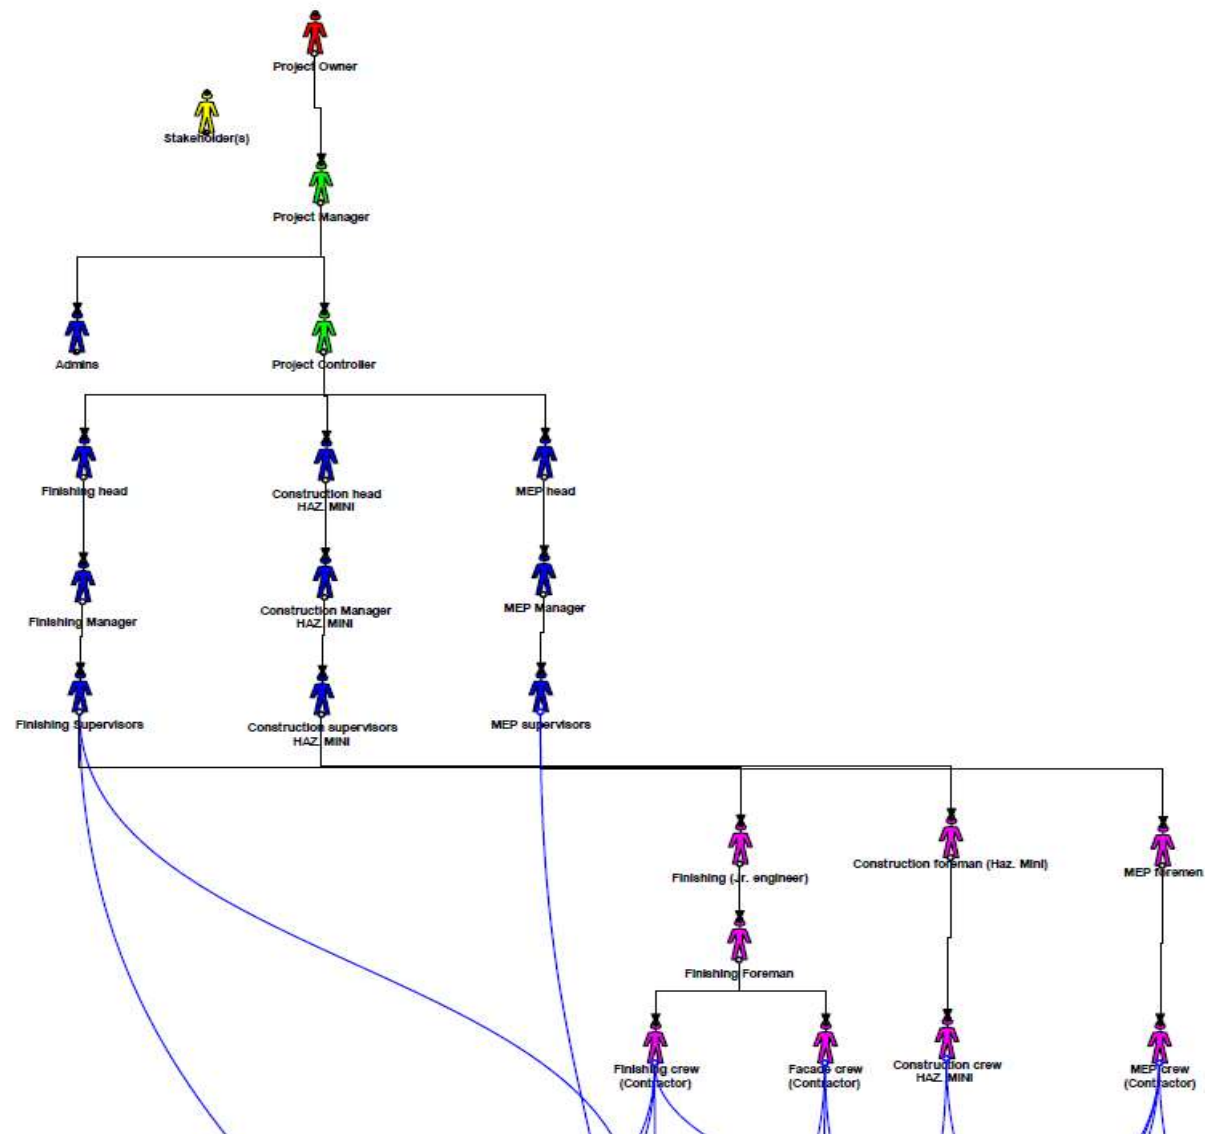 Project Owner
Stakeholder(s)
Project Manager
Admins
Project Controller
Finishing head
Construction head
HAZ. MINI
MEP head
Finishing Manager
Construction Manager
HAZ. MINI
MEP Manager
Finishing Supervisors
Construction supervisors
HAZ. MINI
MEP supervisors
Finishing (Jr. engineer)
Construction foreman (Haz. Mini)
MEP foremen
Finishing Foreman
Finishing crew
(Contractor)
Facade crew
(Contractor)
Construction crew
HAZ. MINI
MEP crew
(Contractor)